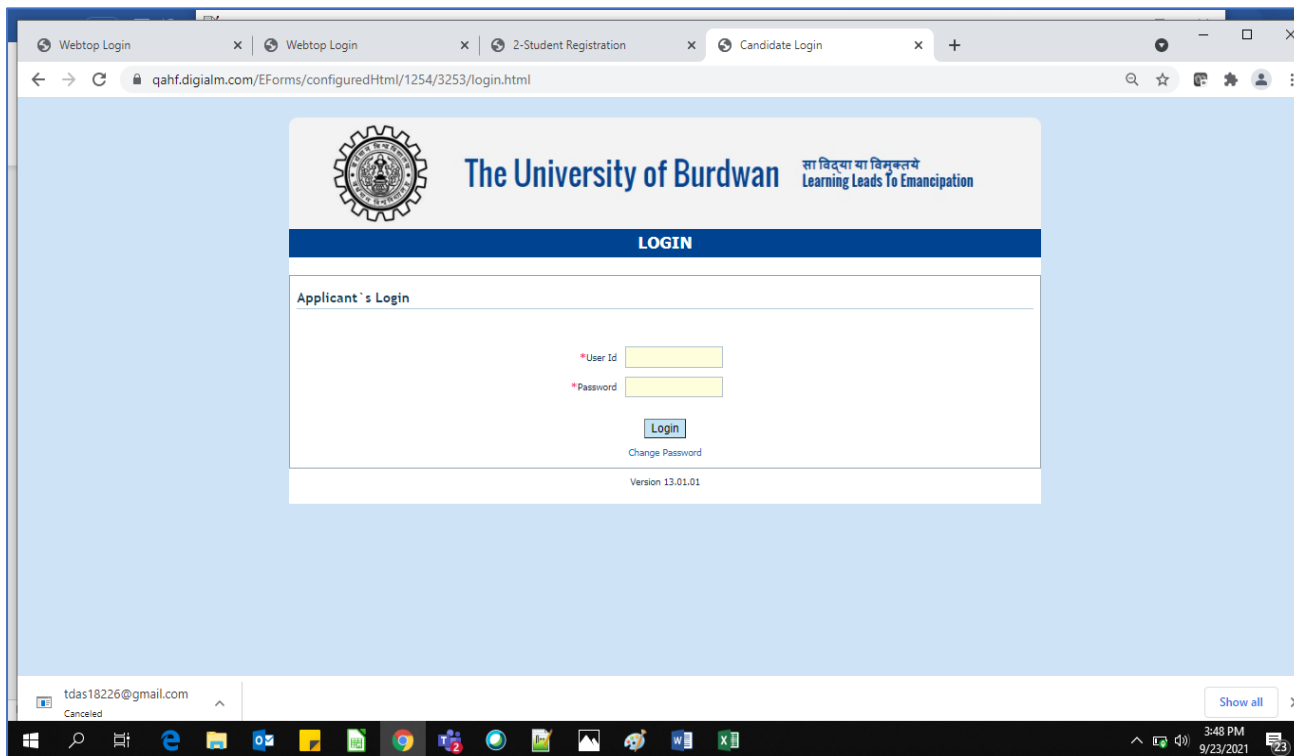 Webtop Login
Webtop Login
2-Student Registration
Candidate Login
qahf.digialm.com/EForms/configuredHtml/1254/3253/login.html
The University of Burdwan
सा विद्या या विमुक्तये
Learning Leads To Emancipation
LOGIN
Applicant`s Login
*User Id
*Password
Login
Change Password
Version 13.01.01
tdas18226@gmail.com
Canceled
Show all
3:48 PM
9/23/2021
23